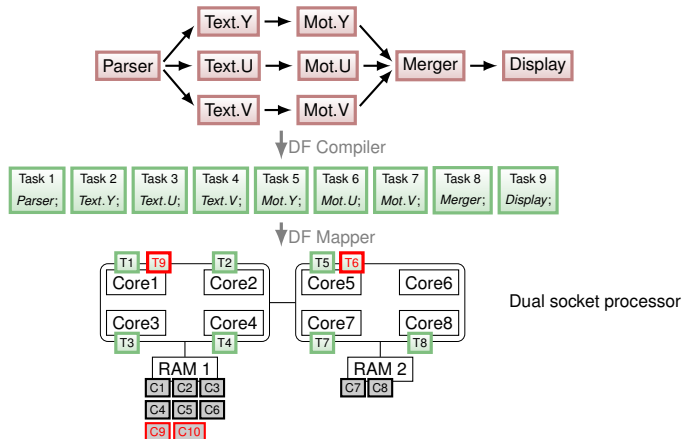 Text.Y Mot.Y
Parser Text.U Mot.U Merger Display
Text.V Mot.V
DF Compiler
Task 1 Task 2 Task 3 Task 4 Task 5 Task 6 Task 7 Task 8 Task 9
Parser; Text.Y; Text.U; Text.V; Mot.Y; Mot.U; Mot.V; Merger; Display;
DF Mapper
T1 T9 T2 T5 T6
Core1 Core2 Core5 Core6
Dual socket processor
Core3 Core4 Core7 Core8
T3 T4 T7 T8
RAM 1 RAM 2
C1 C2 C3 C7 C8
C4 C5 C6
C9 C10